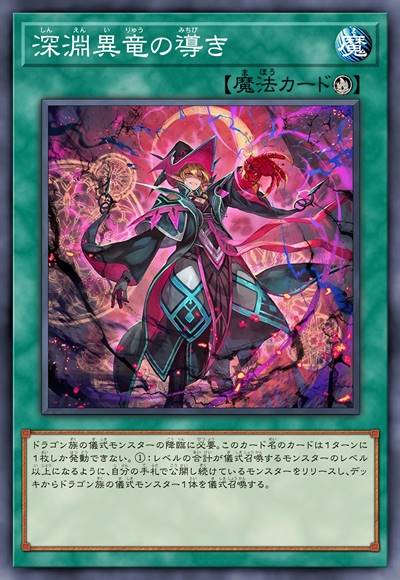 深淵異竜の導き
魔
【魔法カード】
ドラゴン族の儀式モンスターの降臨に必要。このカード名のカードは1ターンに
1枚しか発動できない。①：レベルの合計が儀式召喚するモンスターのレベル
以上になるように、自分の手札で公開し続けているモンスターをリリースし、デッ
キからドラゴン族の儀式モンスター1体を儀式召喚する。